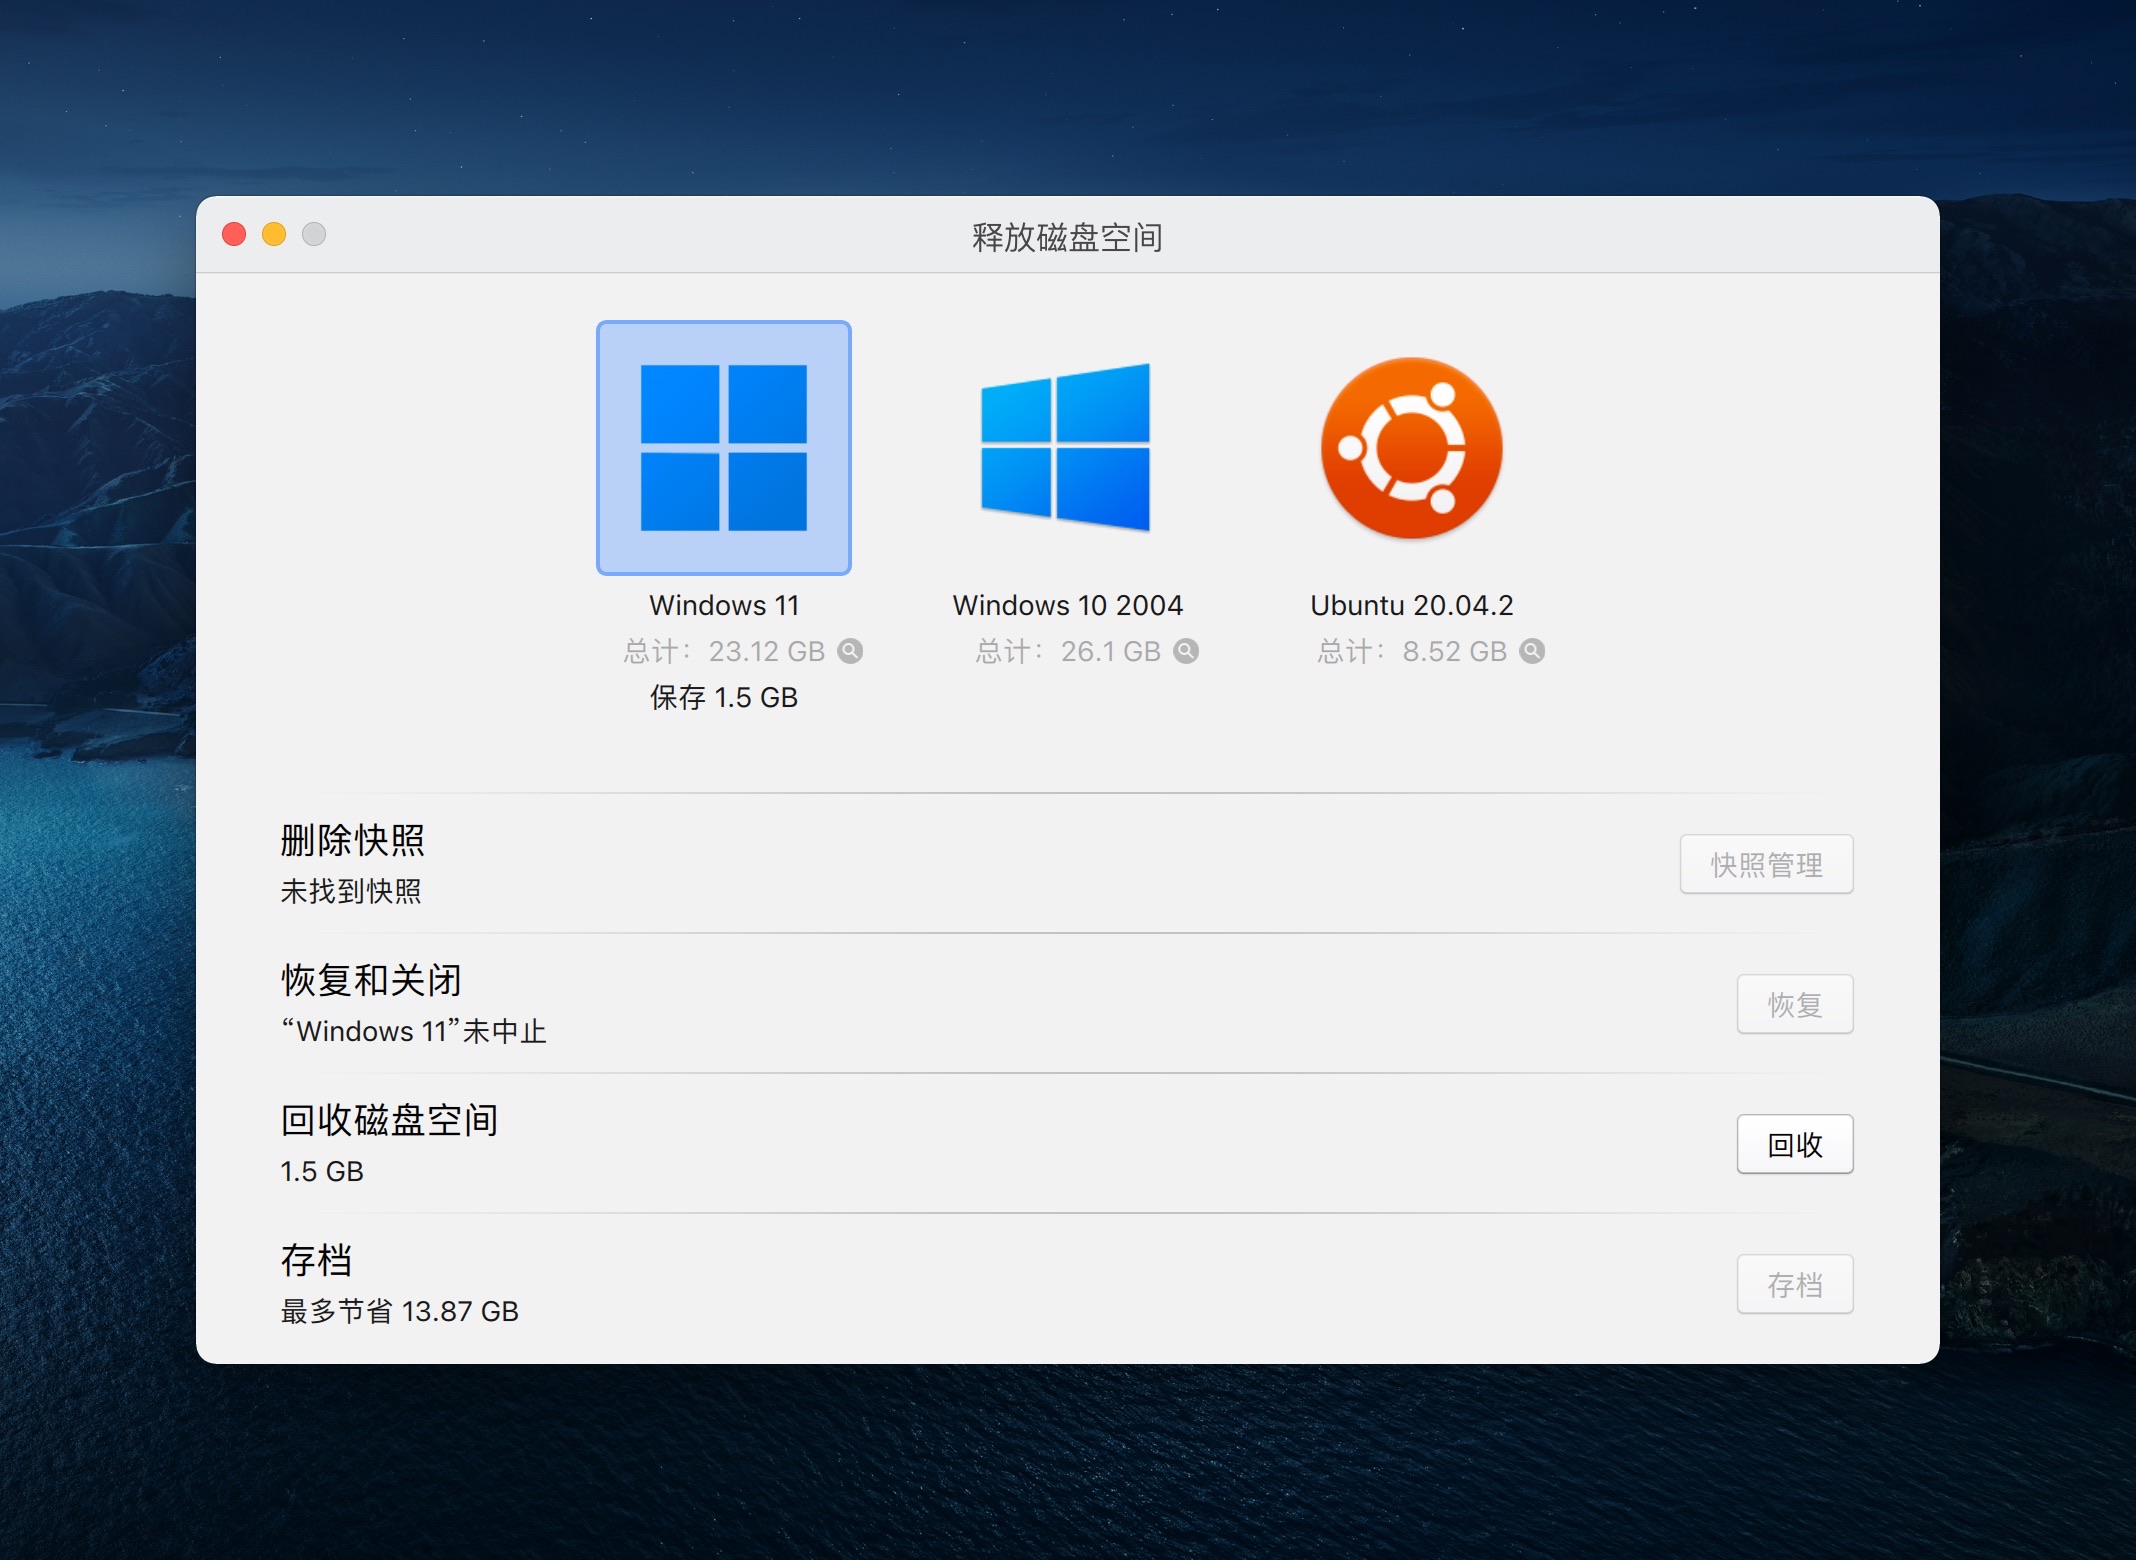 释放磁盘空间
Windows 11
总计： 23.12 GB
保存 1.5 GB
Windows 10 2004
总计： 26.1 GB
Ubuntu 20.04.2
总计： 8.52 GB
删除快照
未找到快照
快照管理
恢复和关闭
“Windows 11”未中止
恢复
回收磁盘空间
1.5 GB
回收
存档
最多节省 13.87 GB
存档